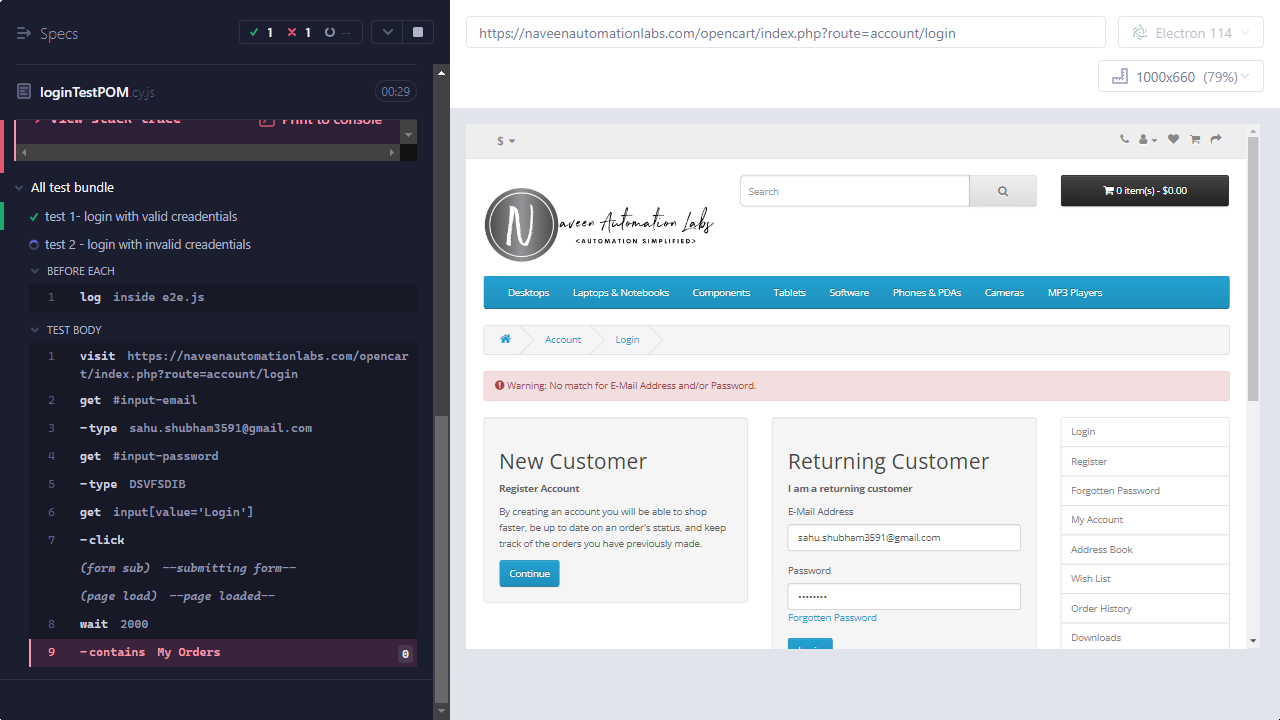 Specs
1
1
--
loginTestPOM.cy.js
00:29
View stack trace
Print to console
All test bundle
test 1- login with valid creadentials
test 2 - login with invalid creadentials
BEFORE EACH
1 log inside e2e.js
TEST BODY
1 visit https://naveenautomationlabs.com/opencar
t/index.php?route=account/login
2 get #input-email
3 -type sahu.shubham3591@gmail.com
4 get #input-password
5 -type DSVFSDIB
6 get input[value='Login']
7 -click
(form sub) --submitting form--
(page load) --page loaded--
8 wait 2000
9 -contains My Orders 0
https://naveenautomationlabs.com/opencart/index.php?route=account/login
Electron 114
1000x660 (79%)
$
Naveen Automation Labs
<AUTOMATION SIMPLIFIED/>
Search
0 item(s) - $0.00
Desktops Laptops & Notebooks Components Tablets Software Phones & PDAs Cameras MP3 Players
Account Login
Warning: No match for E-Mail Address and/or Password.
New Customer
Register Account
By creating an account you will be able to shop
faster, be up to date on an order's status, and keep
track of the orders you have previously made.
Continue
Returning Customer
I am a returning customer
E-Mail Address
sahu.shubham3591@gmail.com
Password
••••••••
Forgotten Password
Login
Login
Register
Forgotten Password
My Account
Address Book
Wish List
Order History
Downloads